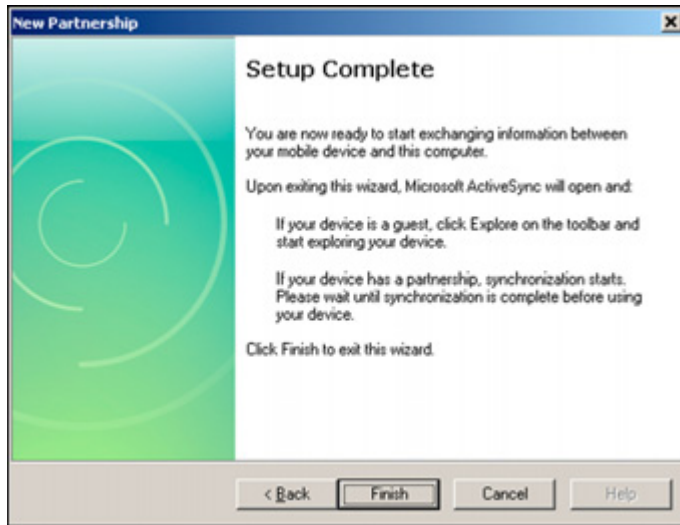 New Partnership
Setup Complete
You are now ready to start exchanging information between
your mobile device and this computer.
Upon exiting this wizard, Microsoft ActiveSync will open and:
If your device is a guest, click Explore on the toolbar and
start exploring your device.
If your device has a partnership, synchronization starts.
Please wait until synchronization is complete before using
your device.
Click Finish to exit this wizard.
< Back Finish Cancel Help